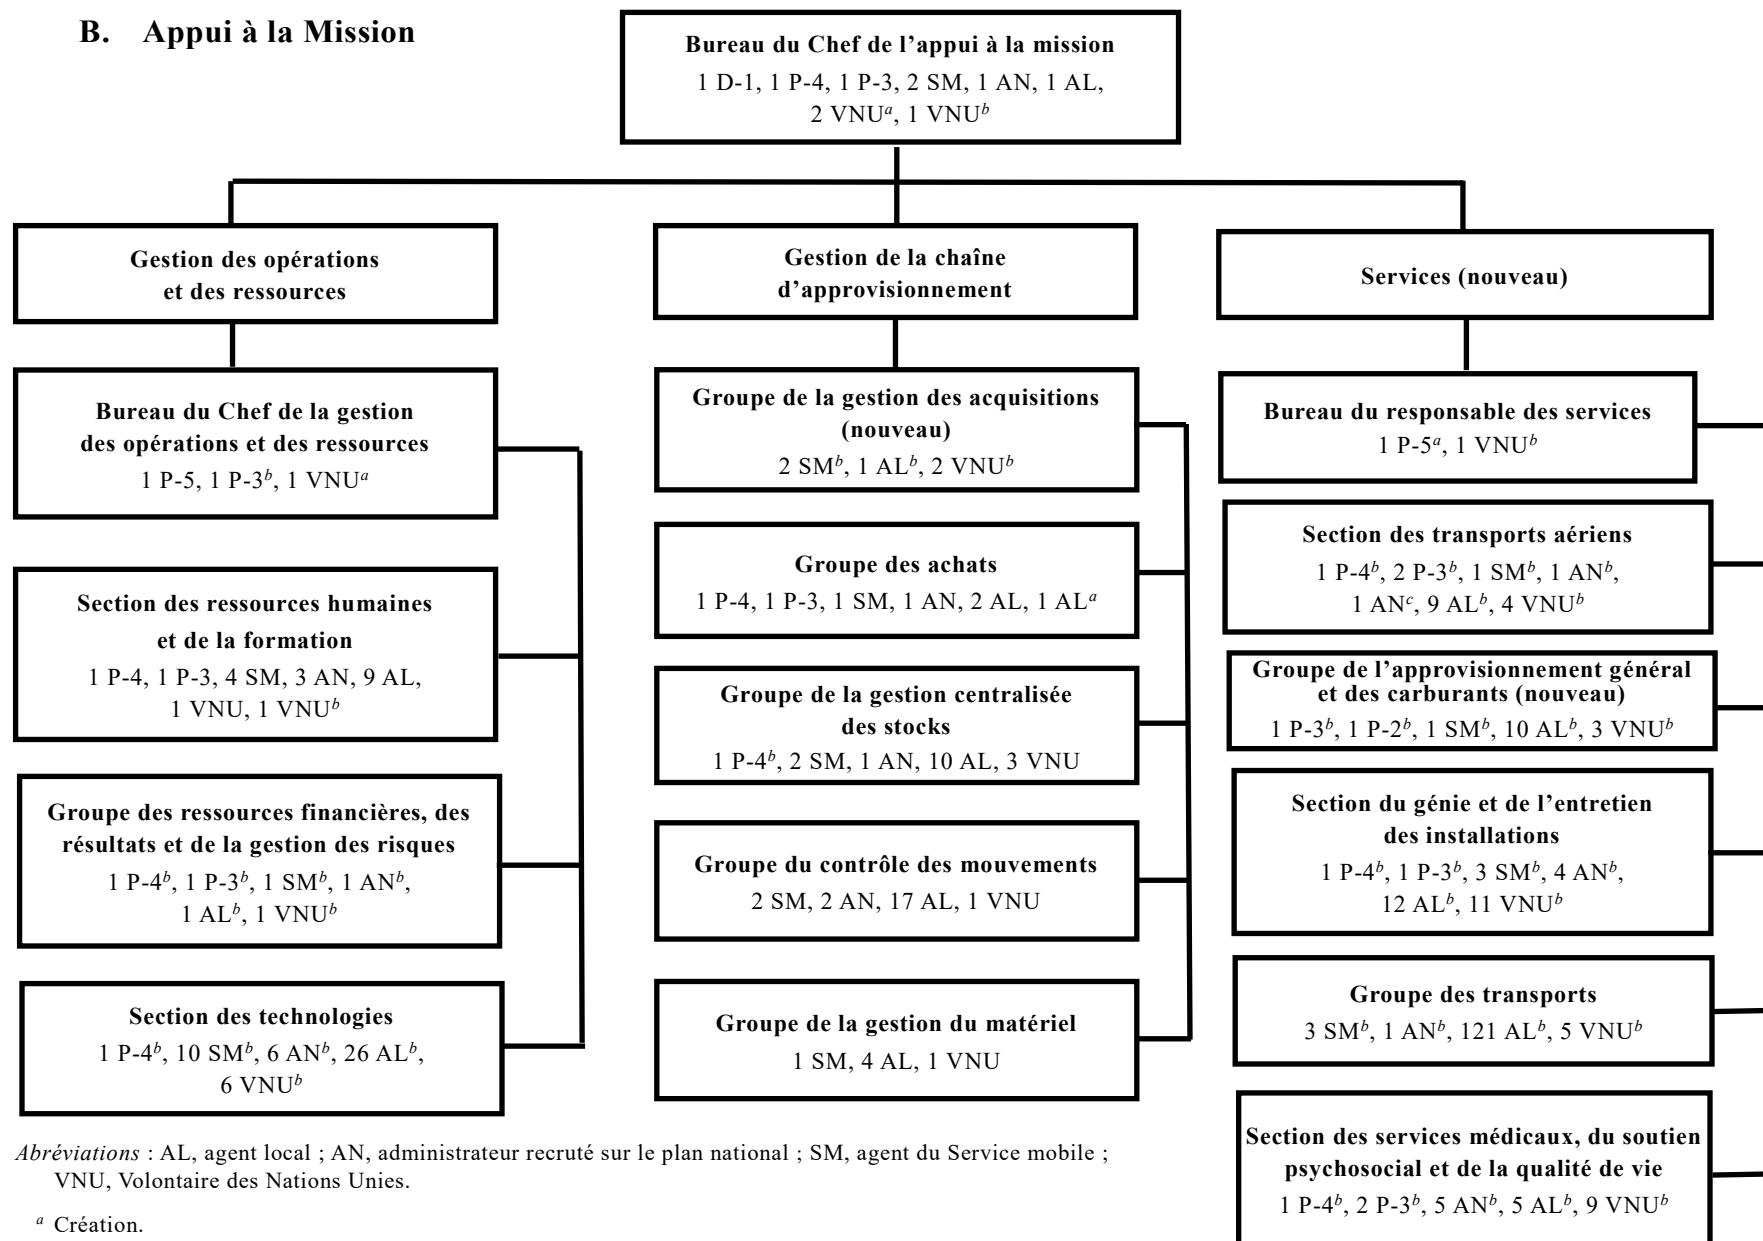 B. Appui à la Mission
Bureau du Chef de l’appui à la mission
1 D-1, 1 P-4, 1 P-3, 2 SM, 1 AN, 1 AL,
2 VNUᵃ, 1 VNUᵇ
Gestion des opérations
et des ressources
Bureau du Chef de la gestion
des opérations et des ressources
1 P-5, 1 P-3ᵇ, 1 VNUᵃ
Section des ressources humaines
et de la formation
1 P-4, 1 P-3, 4 SM, 3 AN, 9 AL,
1 VNU, 1 VNUᵇ
Groupe des ressources financières, des
résultats et de la gestion des risques
1 P-4ᵇ, 1 P-3ᵇ, 1 SMᵇ, 1 ANᵇ,
1 ALᵇ, 1 VNUᵇ
Section des technologies
1 P-4ᵇ, 10 SMᵇ, 6 ANᵇ, 26 ALᵇ,
6 VNUᵇ
Gestion de la chaîne
d’approvisionnement
Groupe de la gestion des acquisitions
(nouveau)
2 SMᵇ, 1 ALᵇ, 2 VNUᵇ
Groupe des achats
1 P-4, 1 P-3, 1 SM, 1 AN, 2 AL, 1 ALᵃ
Groupe de la gestion centralisée
des stocks
1 P-4ᵇ, 2 SM, 1 AN, 10 AL, 3 VNU
Groupe du contrôle des mouvements
2 SM, 2 AN, 17 AL, 1 VNU
Groupe de la gestion du matériel
1 SM, 4 AL, 1 VNU
Services (nouveau)
Bureau du responsable des services
1 P-5ᵃ, 1 VNUᵇ
Section des transports aériens
1 P-4ᵇ, 2 P-3ᵇ, 1 SMᵇ, 1 ANᵇ,
1 ANᶜ, 9 ALᵇ, 4 VNUᵇ
Groupe de l’approvisionnement général
et des carburants (nouveau)
1 P-3ᵇ, 1 P-2ᵇ, 1 SMᵇ, 10 ALᵇ, 3 VNUᵇ
Section du génie et de l’entretien
des installations
1 P-4ᵇ, 1 P-3ᵇ, 3 SMᵇ, 4 ANᵇ,
12 ALᵇ, 11 VNUᵇ
Groupe des transports
3 SMᵇ, 1 ANᵇ, 121 ALᵇ, 5 VNUᵇ
Section des services médicaux, du soutien
psychosocial et de la qualité de vie
1 P-4ᵇ, 2 P-3ᵇ, 5 ANᵇ, 5 ALᵇ, 9 VNUᵇ
Abréviations : AL, agent local ; AN, administrateur recruté sur le plan national ; SM, agent du Service mobile ;
VNU, Volontaire des Nations Unies.
ᵃ Création.